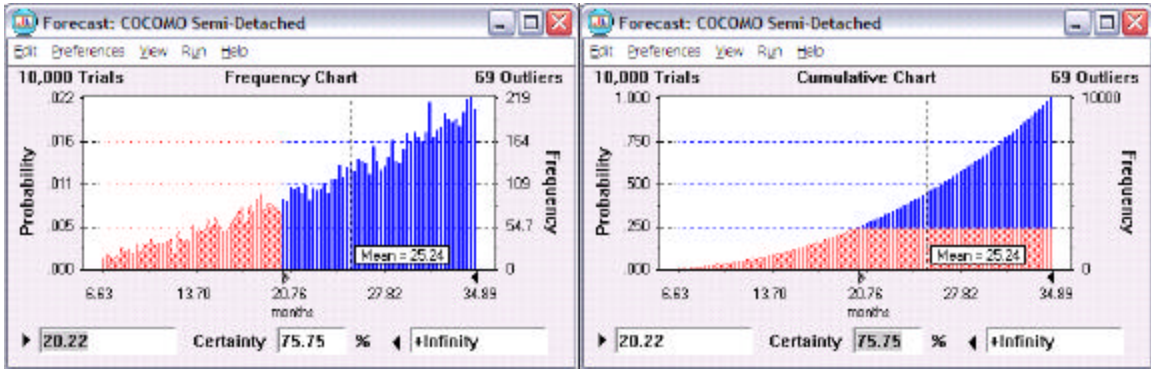 Forecast: COCOMO Semi-Detached
Edit Preferences View Run Help
10,000 Trials Frequency Chart 69 Outliers
.022 219
.016 164
.011 109
.005 54.7
.000 0
Probability
Frequency
Mean = 25.24
6.63 13.70 20.76 27.82 34.89
months
20.22 Certainty 75.75 % +Infinity
Forecast: COCOMO Semi-Detached
Edit Preferences View Run Help
10,000 Trials Cumulative Chart 69 Outliers
1.000 10000
.750
.500
.250
.000 0
Probability
Frequency
Mean = 25.24
6.63 13.70 20.76 27.82 34.89
months
20.22 Certainty 75.75 % +Infinity